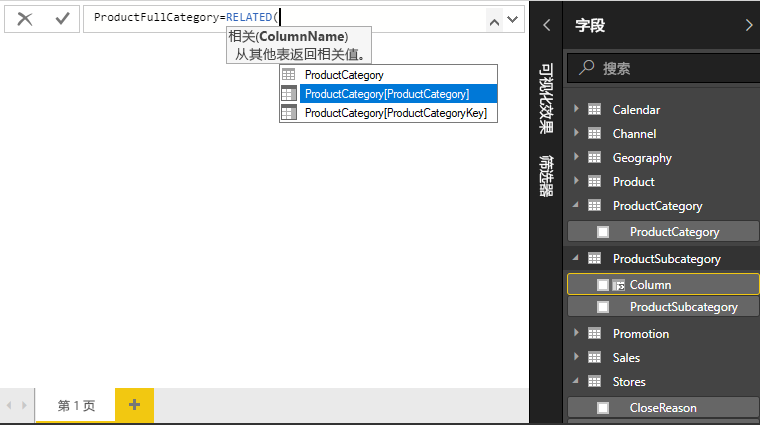 ProductFullCategory=RELATED(
相关(ColumnName)
从其他表返回相关值。
ProductCategory
ProductCategory[ProductCategory]
ProductCategory[ProductCategoryKey]
第 1 页
可视化效果
筛选器
字段
搜索
Calendar
Channel
Geography
Product
ProductCategory
ProductCategory
ProductSubcategory
Column
ProductSubcategory
Promotion
Sales
Stores
CloseReason